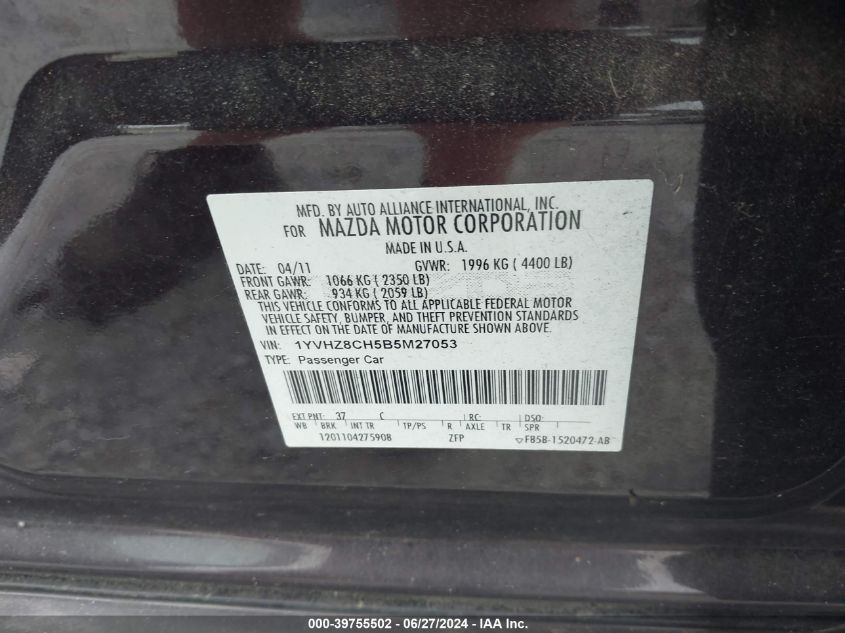 MFD. BY AUTO ALLIANCE INTERNATIONAL, INC.
FOR MAZDA MOTOR CORPORATION
MADE IN U.S.A.
DATE: 04/11 GVWR: 1996 KG ( 4400 LB)
FRONT GAWR: 1066 KG ( 2350 LB)
REAR GAWR: 934 KG ( 2059 LB)
THIS VEHICLE CONFORMS TO ALL APPLICABLE FEDERAL MOTOR
VEHICLE SAFETY, BUMPER, AND THEFT PREVENTION STANDARDS
IN EFFECT ON THE DATE OF MANUFACTURE SHOWN ABOVE.
VIN: 1YVHZ8CH5B5M27053
TYPE: Passenger Car
EXT PNT: 37 C RC: DSO:
WB BRK INT TR TP/PS R AXLE TR SPR
1201104275908 ZFP ▽FB5B-1520472-AB
000-39755502 - 06/27/2024 - IAA Inc.